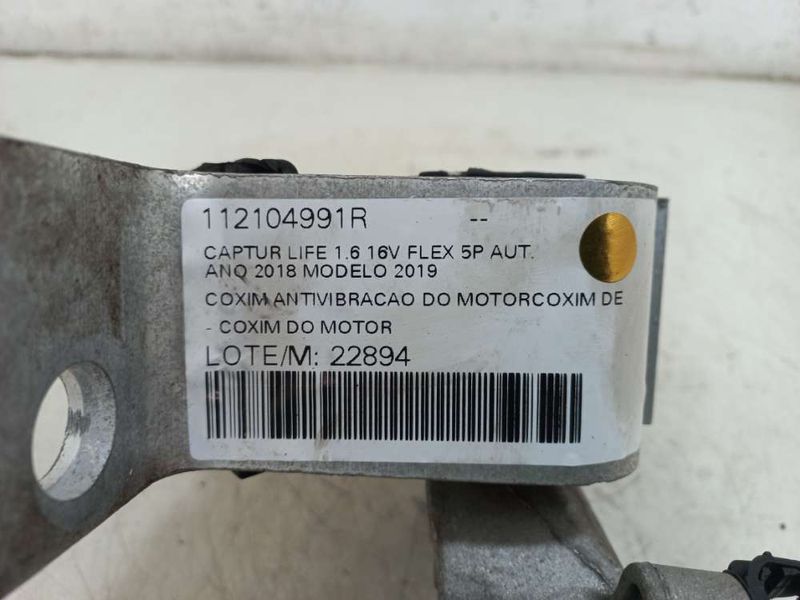 112104991R --
CAPTUR LIFE 1.6 16V FLEX 5P AUT.
ANO 2018 MODELO 2019
COXIM ANTIVIBRACAO DO MOTORCOXIM DE
- COXIM DO MOTOR
LOTE/M: 22894